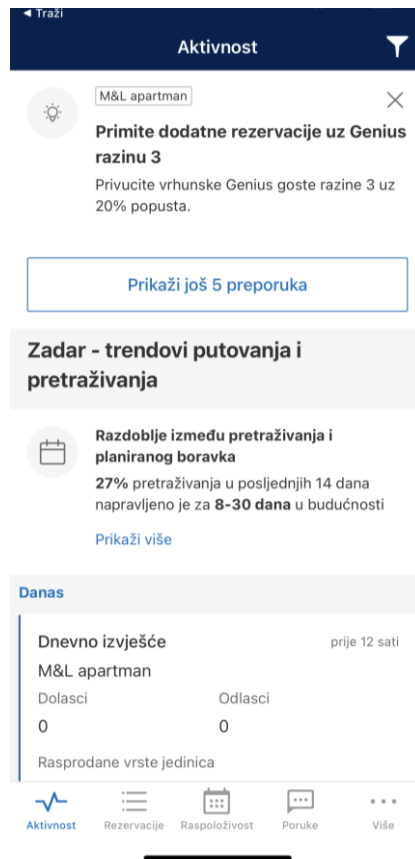 ◀ Traži
Aktivnost
M&L apartman
Primite dodatne rezervacije uz Genius
razinu 3
Privucite vrhunske Genius goste razine 3 uz
20% popusta.
Prikaži još 5 preporuka
Zadar - trendovi putovanja i
pretraživanja
Razdoblje između pretraživanja i
planiranog boravka
27% pretraživanja u posljednjih 14 dana
napravljeno je za 8-30 dana u budućnosti
Prikaži više
Danas
Dnevno izvješće prije 12 sati
M&L apartman
Dolasci Odlasci
0 0
Rasprodane vrste jedinica
Aktivnost Rezervacije Raspoloživost Poruke Više